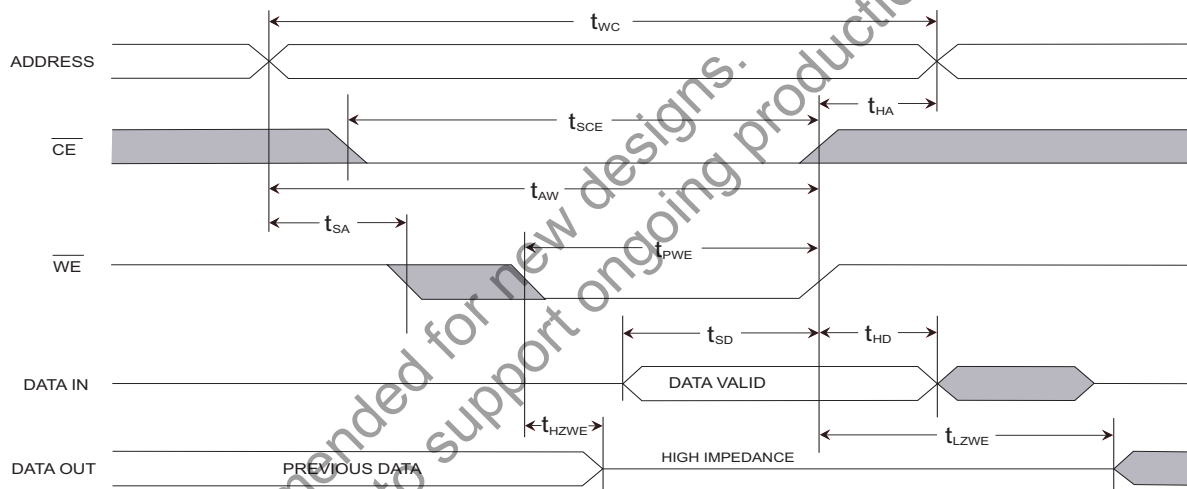 tWC
ADDRESS
tHA
tSCE
CE
tAW
tSA
WE
tPWE
tSD
tHD
DATA IN
DATA VALID
tHZWE
tLZWE
DATA OUT
PREVIOUS DATA
HIGH IMPEDANCE
mended for new designs.
to support ongoing productio